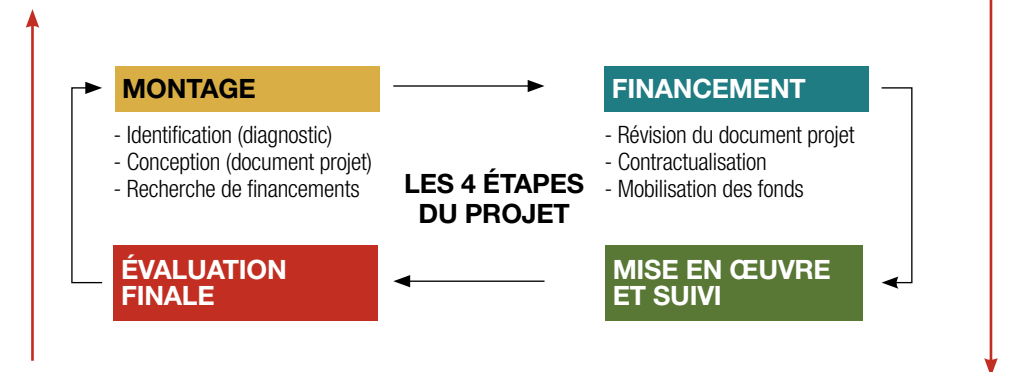 MONTAGE
- Identification (diagnostic)
- Conception (document projet)
- Recherche de financements
FINANCEMENT
- Révision du document projet
- Contractualisation
- Mobilisation des fonds
LES 4 ÉTAPES
DU PROJET
ÉVALUATION
FINALE
MISE EN ŒUVRE
ET SUIVI